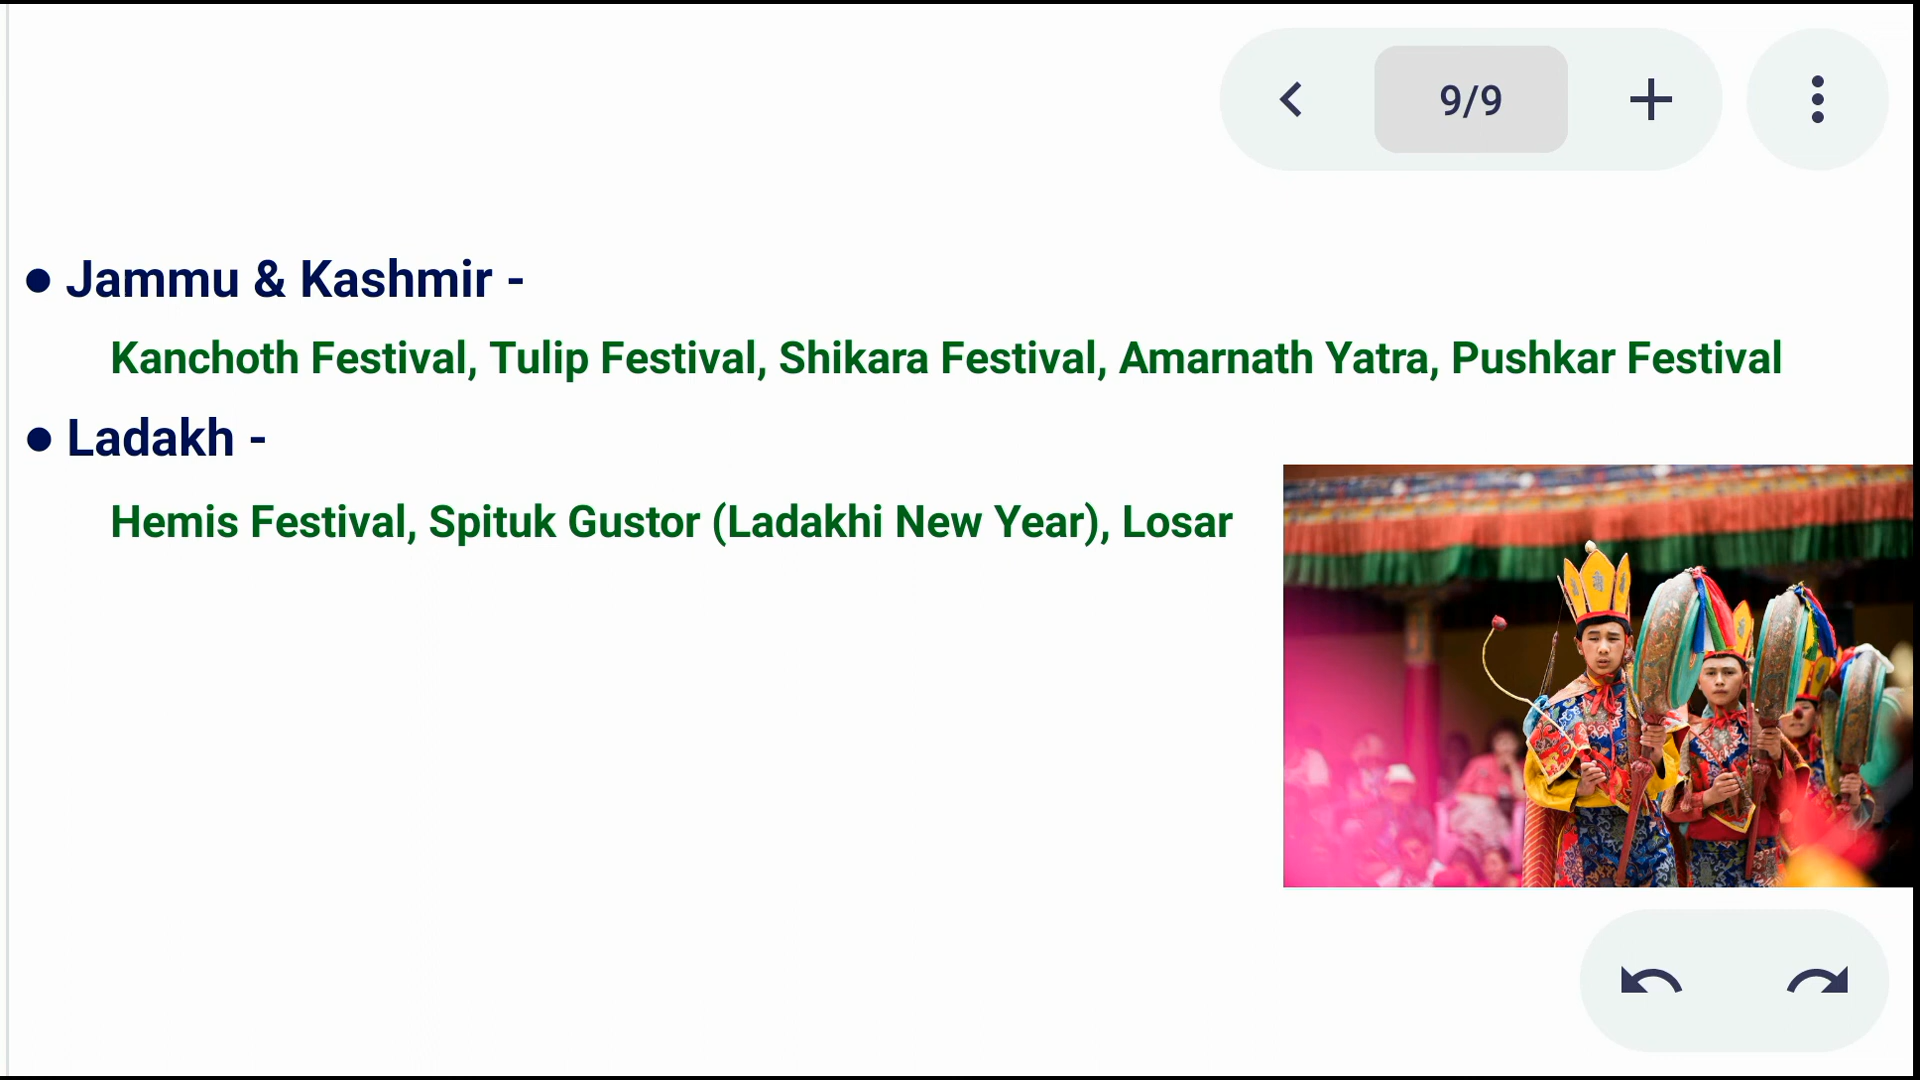 9/9
● Jammu & Kashmir -
Kanchoth Festival, Tulip Festival, Shikara Festival, Amarnath Yatra, Pushkar Festival
● Ladakh -
Hemis Festival, Spituk Gustor (Ladakhi New Year), Losar